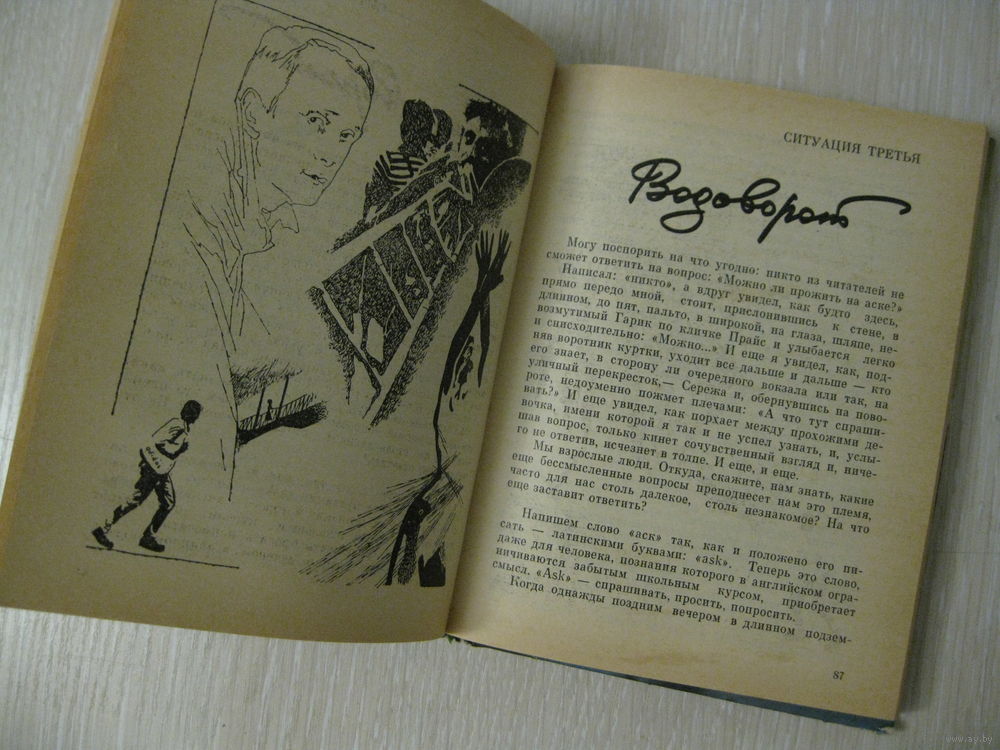 СИТУАЦИЯ ТРЕТЬЯ
Водоворот
Могу поспорить на что угодно: никто из читателей не
сможет ответить на вопрос: «Можно ли прожить на аске?»
Написал: «никто», а вдруг увидел, как будто здесь,
прямо передо мной, стоит, прислонившись к стене, в
длинном, до пят, пальто, в широкой, на глаза, шляпе, не-
возмутимый Гарик по кличке Прайс и улыбается легко
и снисходительно: «Можно...» И еще я увидел, как, под-
няв воротник куртки, уходит все дальше и дальше — кто
его знает, в сторону ли очередного вокзала или так, на
уличный перекресток,— Сережа и, обернувшись на пово-
роте, недоуменно пожмет плечами: «А что тут спраши-
вать?» И еще увидел, как порхает между прохожими де-
вочка, имени которой я так и не успел узнать, и, услы-
шав вопрос, только кинет сочувственный взгляд и, ниче-
го не ответив, исчезнет в толпе. И еще, и еще.
Мы взрослые люди. Откуда, скажите, нам знать, какие
еще бессмысленные вопросы преподнесет нам это племя,
часто для нас столь далекое, столь незнакомое? На что
еще заставит ответить?
Напишем слово «аск» так, как и положено его пи-
сать — латинскими буквами: «ask». Теперь это слово,
даже для человека, познания которого в английском огра-
ничиваются забытым школьным курсом, приобретает
смысл. «Ask» — спрашивать, просить, попросить.
Когда однажды поздним вечером в длинном подзем-
87
www.ay.by